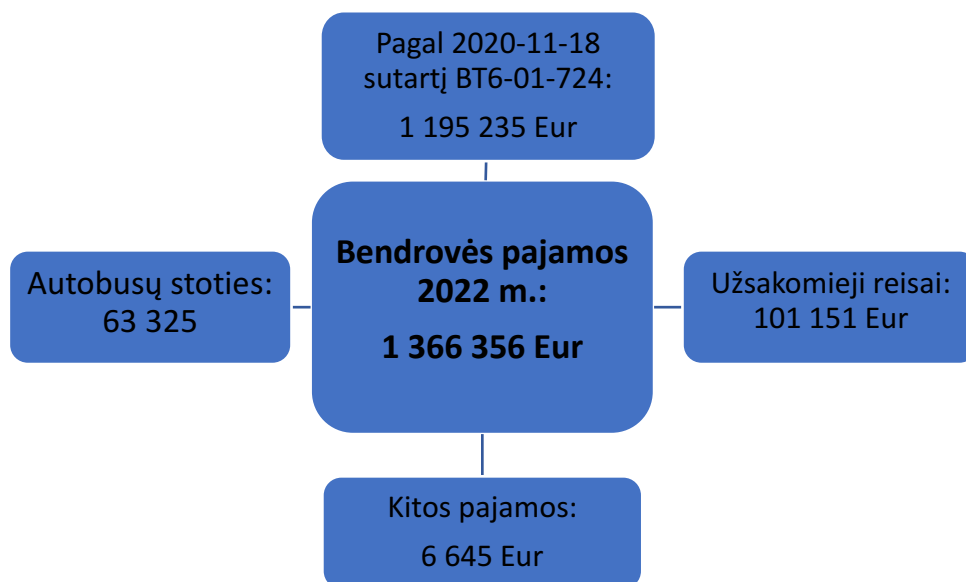 Pagal 2020-11-18
sutartį BT6-01-724:
1 195 235 Eur
Bendrovės pajamos
2022 m.:
1 366 356 Eur
Autobusų stoties:
63 325
Užsakomieji reisai:
101 151 Eur
Kitos pajamos:
6 645 Eur